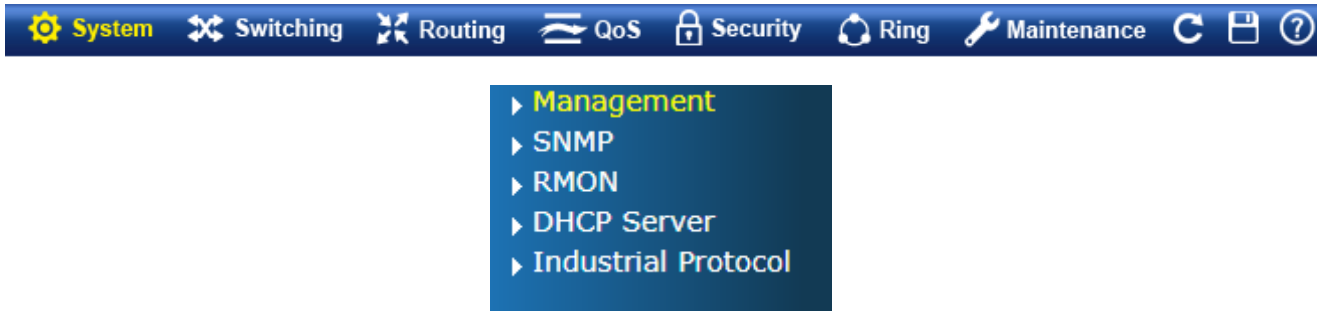 System Switching Routing QoS Security Ring Maintenance
Management
SNMP
RMON
DHCP Server
Industrial Protocol